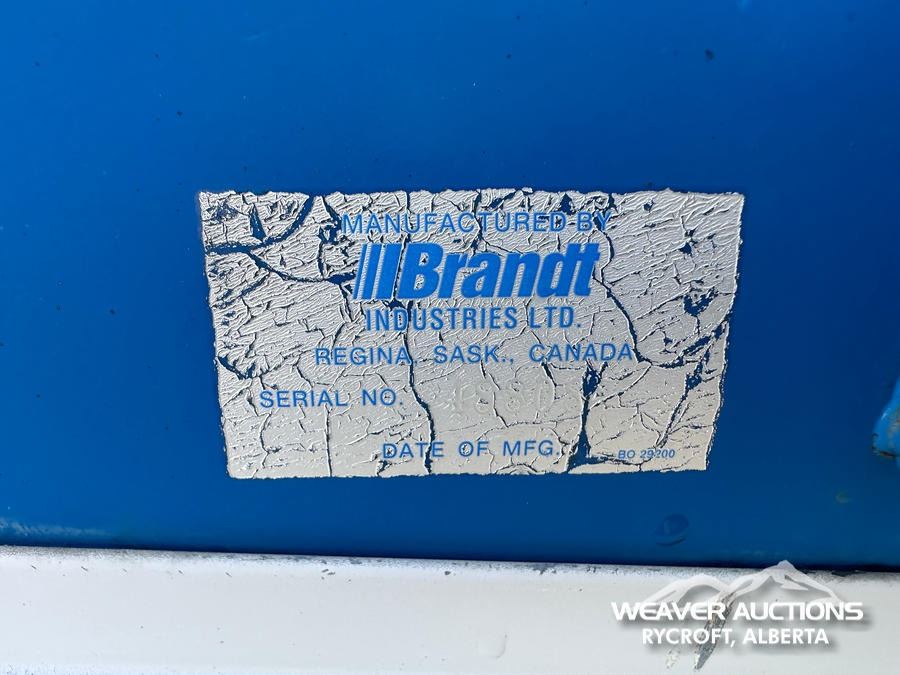 MANUFACTURED BY
Brandt
INDUSTRIES LTD.
REGINA, SASK., CANADA
SERIAL NO.
DATE OF MFG.
BO 29200
WEAVER AUCTIONS
RYCROFT, ALBERTA